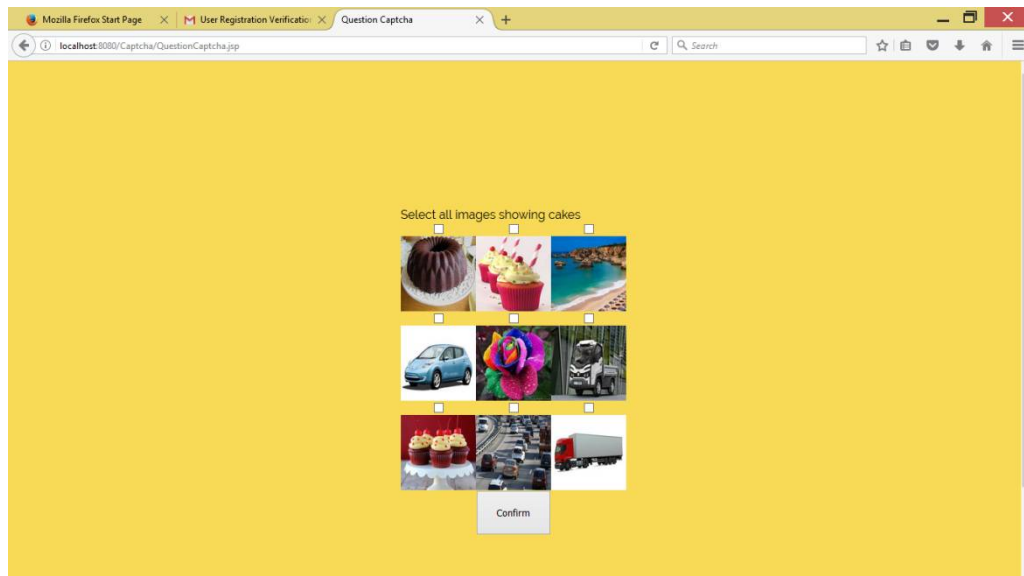 Mozilla Firefox Start Page
User Registration Verificatio
Question Captcha
localhost:8080/Captcha/QuestionCaptcha.jsp
Search
Select all images showing cakes
Confirm